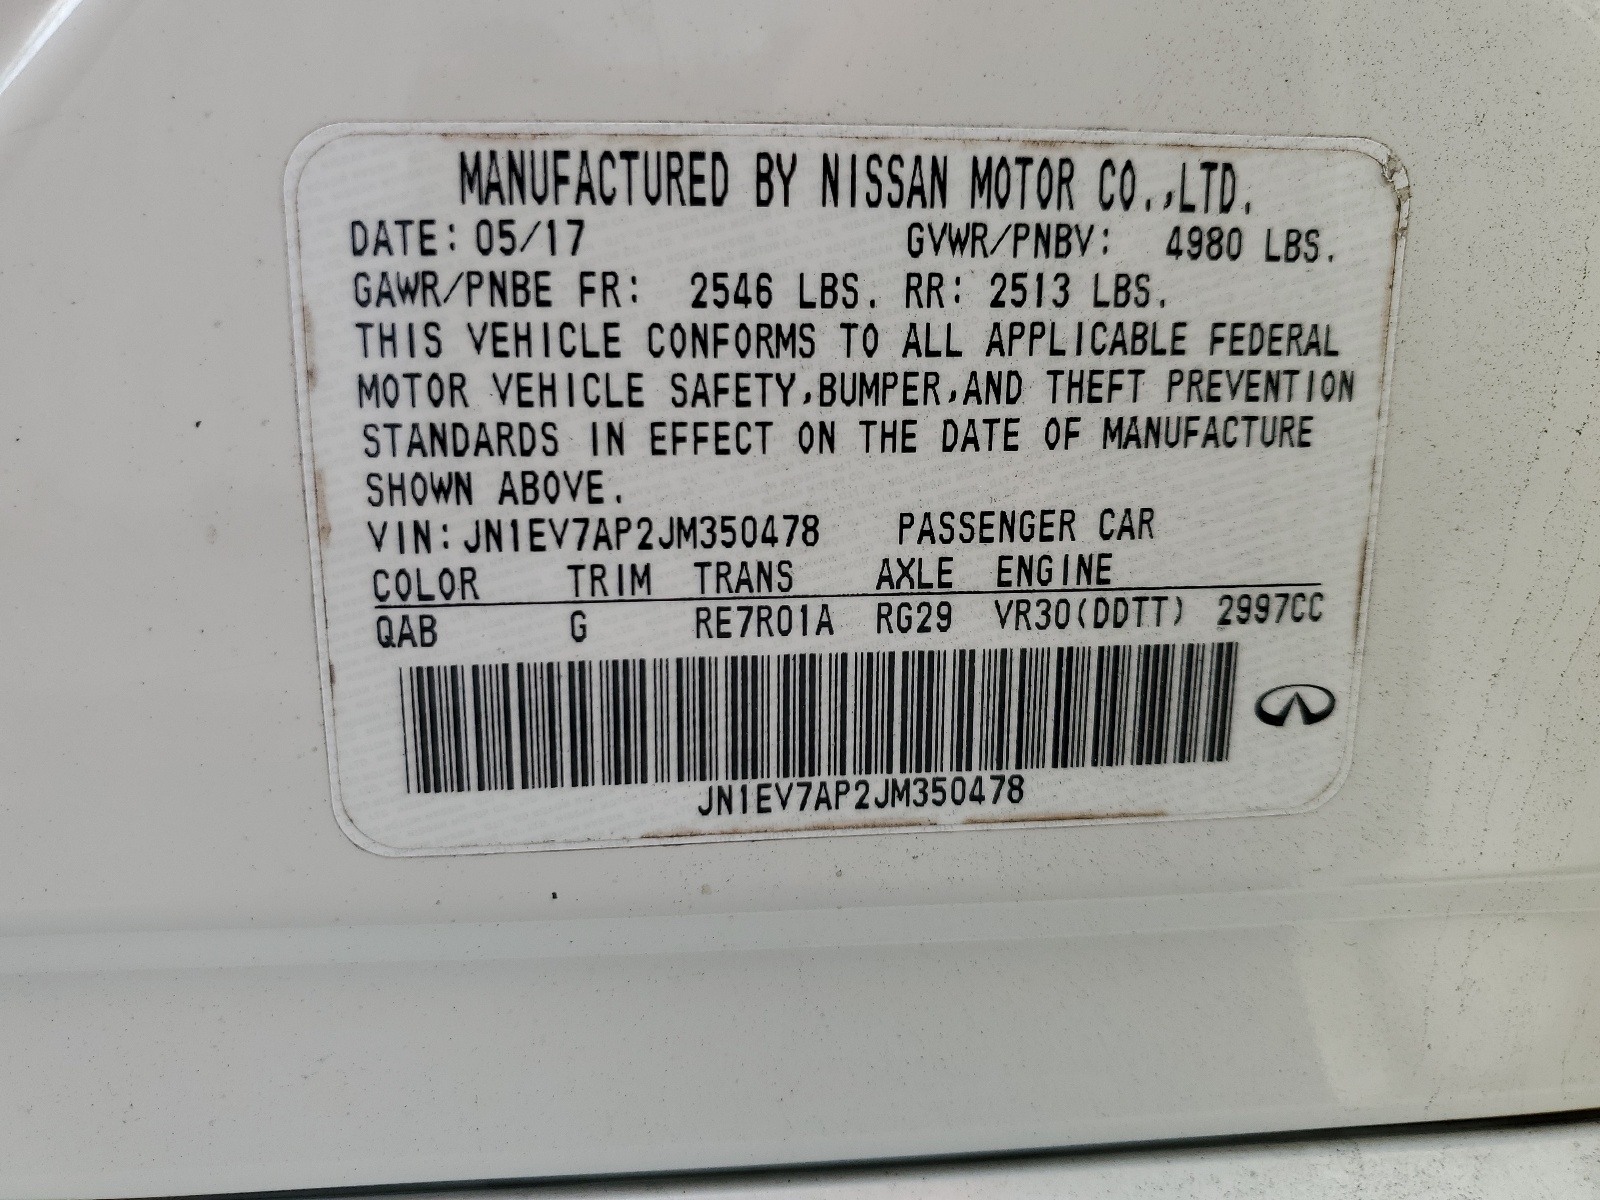 MANUFACTURED BY NISSAN MOTOR CO.,LTD.
DATE: 05/17 GVWR/PNBV: 4980 LBS.
GAWR/PNBE FR: 2546 LBS. RR: 2513 LBS.
THIS VEHICLE CONFORMS TO ALL APPLICABLE FEDERAL
MOTOR VEHICLE SAFETY,BUMPER,AND THEFT PREVENTION
STANDARDS IN EFFECT ON THE DATE OF MANUFACTURE
SHOWN ABOVE.
VIN:JN1EV7AP2JM350478 PASSENGER CAR
COLOR TRIM TRANS AXLE ENGINE
QAB G RE7R01A RG29 VR30(DDTT) 2997CC
JN1EV7AP2JM350478